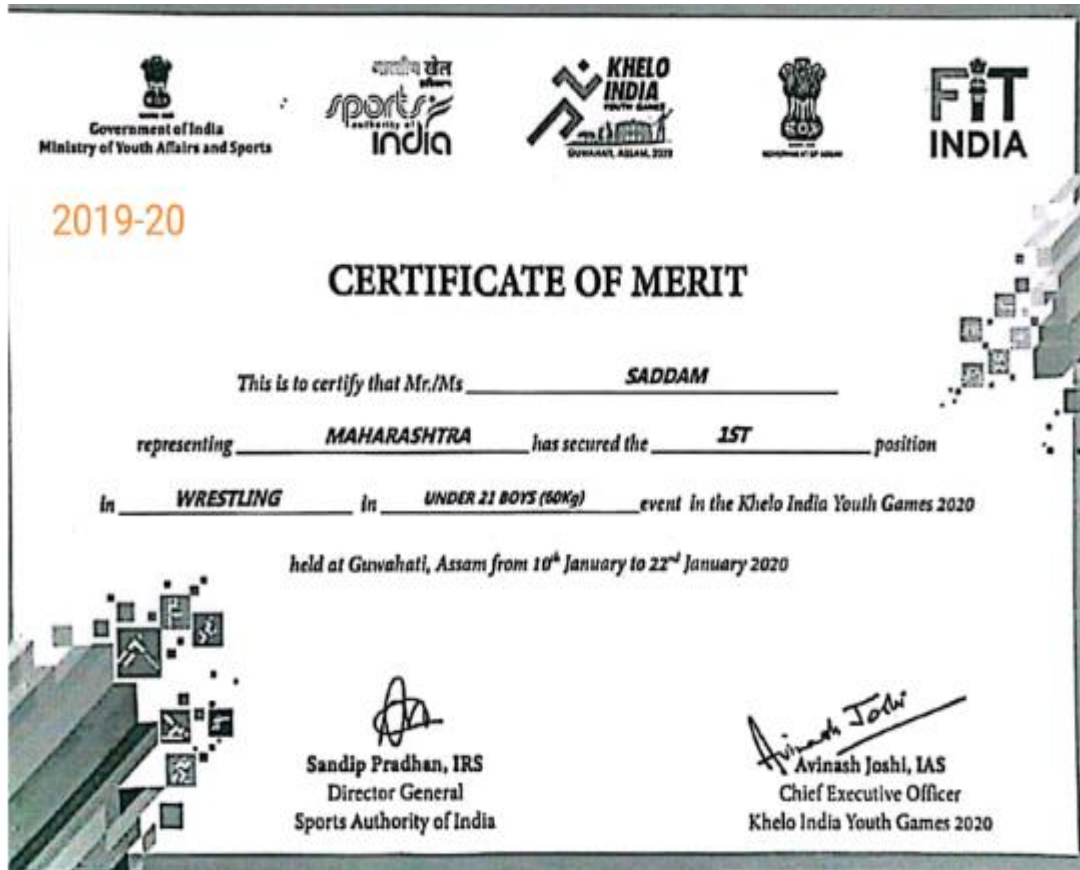 Government of India
Ministry of Youth Affairs and Sports
भारतीय खेल
sports
authority of
india
KHELO
INDIA
YOUTH GAMES
GUWAHATI, ASSAM, 2020
GOVERNMENT OF ASSAM
FIT
INDIA
2019-20
CERTIFICATE OF MERIT
This is to certify that Mr./Ms SADDAM
representing MAHARASHTRA has secured the 1ST position
in WRESTLING in UNDER 21 BOYS (60Kg) event in the Khelo India Youth Games 2020
held at Guwahati, Assam from 10th January to 22nd January 2020
Avinash Joshi
Sandip Pradhan, IRS
Director General
Sports Authority of India
Avinash Joshi, IAS
Chief Executive Officer
Khelo India Youth Games 2020